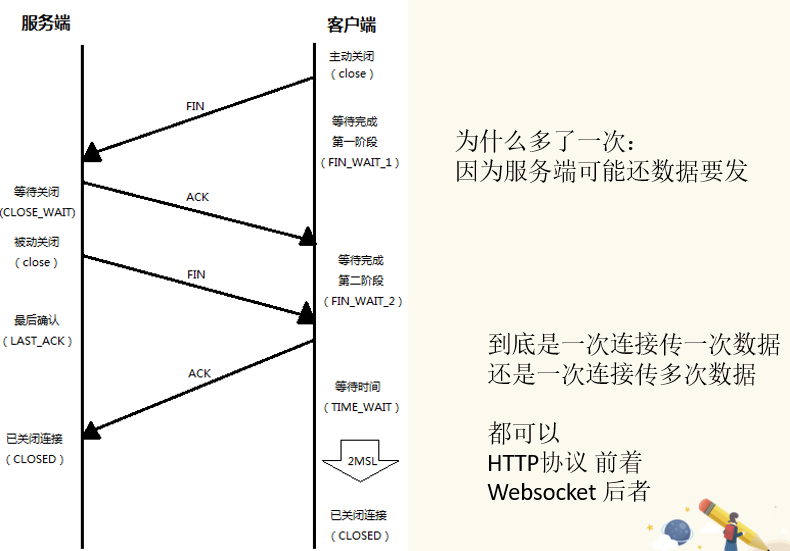 服务端
客户端
主动关闭
（close）
FIN
等待完成
第一阶段
（FIN_WAIT_1）
等待关闭
(CLOSE_WAIT)
ACK
被动关闭
（close）
FIN
等待完成
第二阶段
（FIN_WAIT_2）
最后确认
（LAST_ACK）
ACK
等待时间
（TIME_WAIT）
已关闭连接
（CLOSED）
2MSL
已关闭连接
（CLOSED）
为什么多了一次：
因为服务端可能还数据要发
到底是一次连接传一次数据
还是一次连接传多次数据
都可以
HTTP协议 前着
Websocket 后者